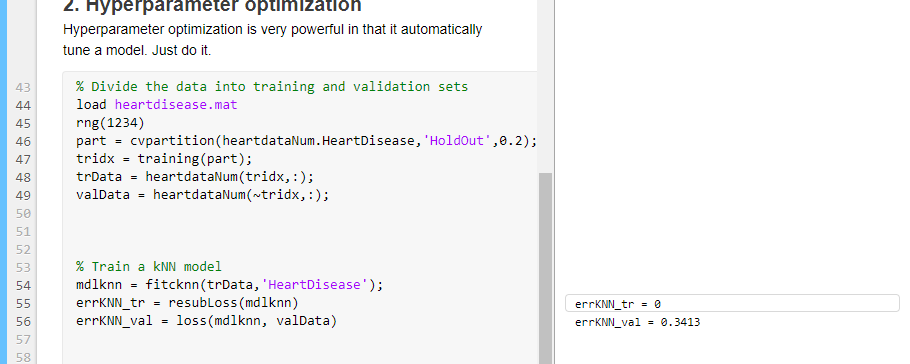 2. Hyperparameter optimization
Hyperparameter optimization is very powerful in that it automatically
tune a model. Just do it.
43 % Divide the data into training and validation sets
44 load heartdisease.mat
45 rng(1234)
46 part = cvpartition(heartdataNum.HeartDisease,'HoldOut',0.2);
47 tridx = training(part);
48 trData = heartdataNum(tridx,:);
49 valData = heartdataNum(~tridx,:);
50
51
52
53 % Train a kNN model
54 mdlknn = fitcknn(trData,'HeartDisease');
55 errKNN_tr = resubLoss(mdlknn)
56 errKNN_val = loss(mdlknn, valData)
57
58
errKNN_tr = 0
errKNN_val = 0.3413